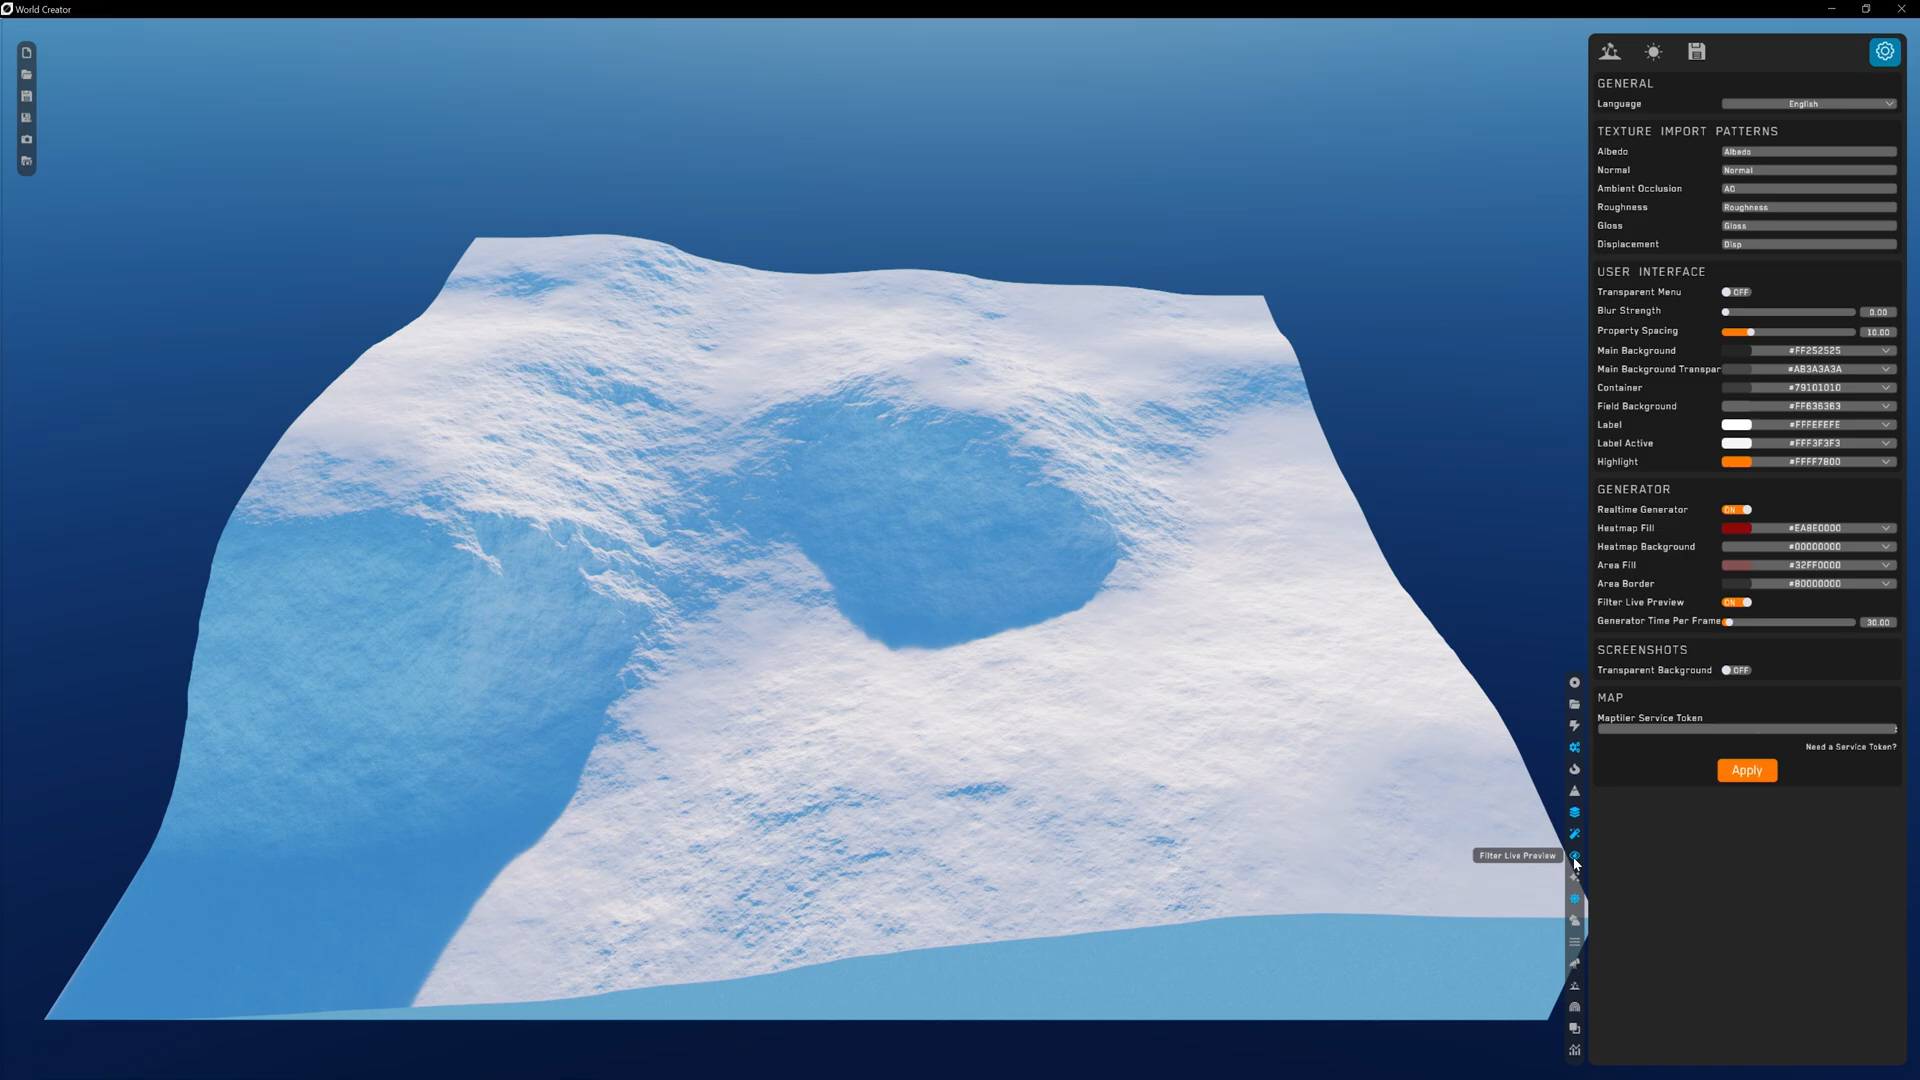 World Creator
GENERAL
Language English
TEXTURE IMPORT PATTERNS
Albedo Albedo
Normal Normal
Ambient Occlusion AO
Roughness Roughness
Gloss Gloss
Displacement Disp
USER INTERFACE
Transparent Menu OFF
Blur Strength 0.00
Property Spacing 10.00
Main Background #FF252525
Main Background Transpar #AB3A3A3A
Container #79101010
Field Background #FF636363
Label #FFFEFEFE
Label Active #FFF3F3F3
Highlight #FFFF7800
GENERATOR
Realtime Generator ON
Heatmap Fill #EA8E0000
Heatmap Background #00000000
Area Fill #32FF0000
Area Border #80000000
Filter Live Preview ON
Generator Time Per Frame 30.00
SCREENSHOTS
Transparent Background OFF
MAP
Maptiler Service Token
Need a Service Token?
Apply
Filter Live Preview